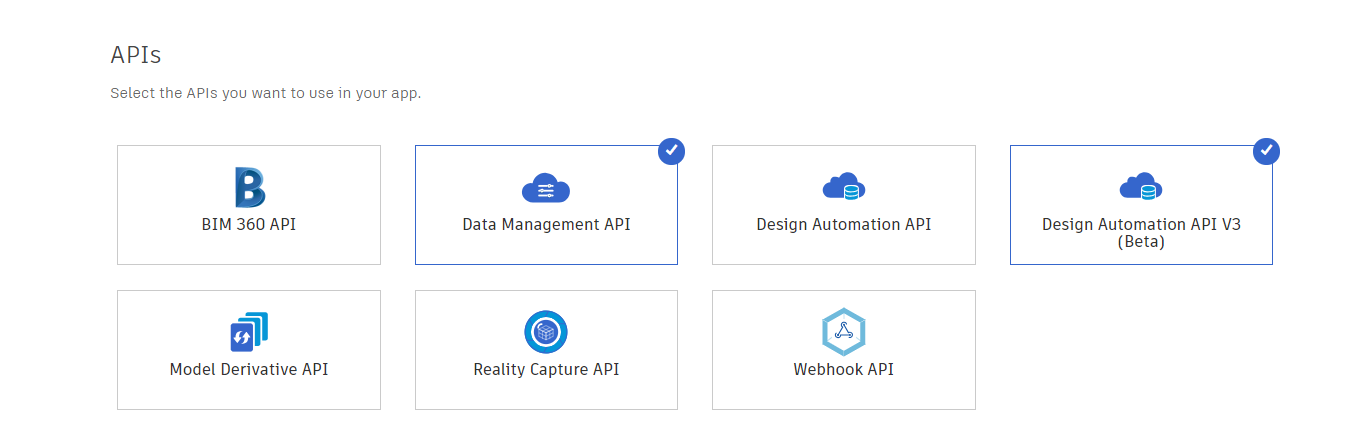 APIs
Select the APIs you want to use in your app.
BIM 360 API
Data Management API
Design Automation API
Design Automation API V3
(Beta)
Model Derivative API
Reality Capture API
Webhook API